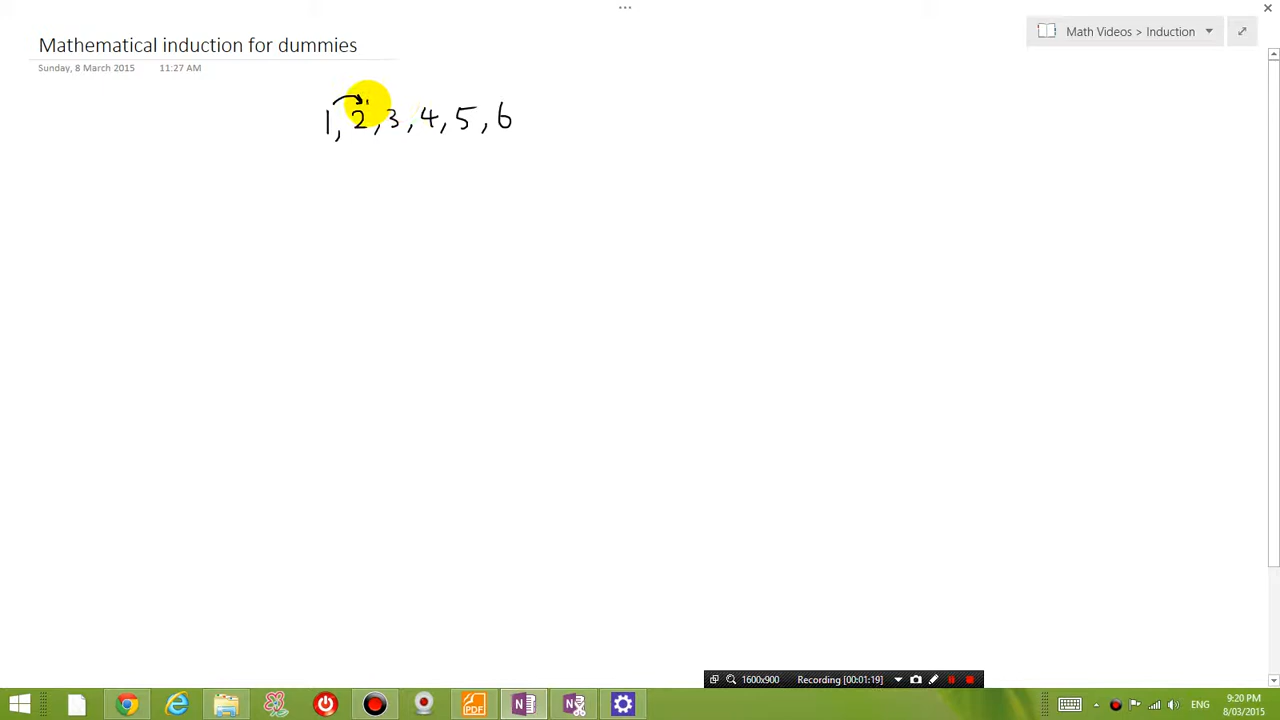 Math Videos > Induction
Mathematical induction for dummies
Sunday, 8 March 2015 11:27 AM
1, 2, 3, 4, 5, 6
1600x900 Recording [00:01:19]
PDF
N N
ENG
9:20 PM
8/03/2015